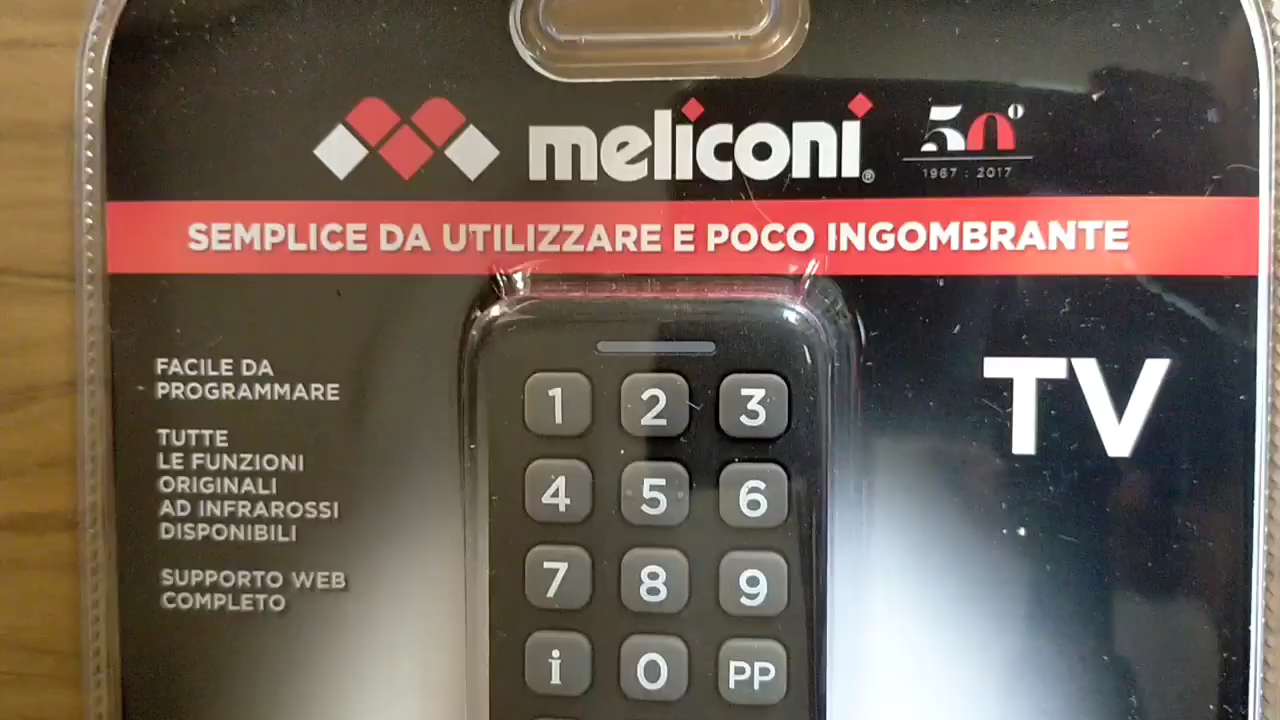 meliconi®
50º
1967 : 2017
SEMPLICE DA UTILIZZARE E POCO INGOMBRANTE
FACILE DA
PROGRAMMARE
TUTTE
LE FUNZIONI
ORIGINALI
AD INFRAROSSI
DISPONIBILI
SUPPORTO WEB
COMPLETO
TV
1 2 3
4 5 6
7 8 9
i 0 PP